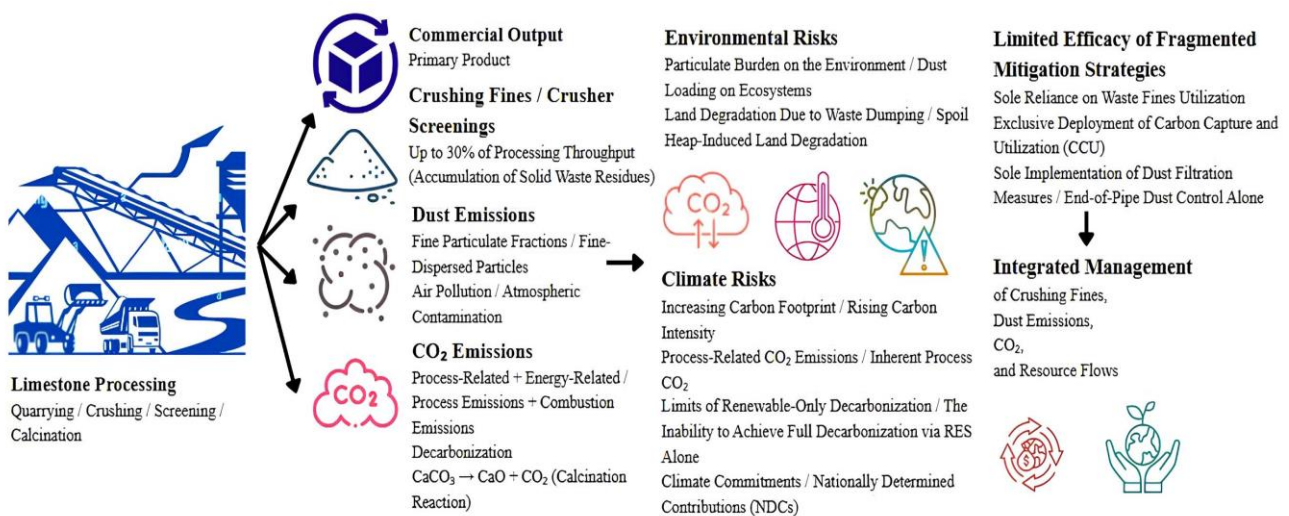 Limestone Processing
Quarrying / Crushing / Screening /
Calcination
Commercial Output
Primary Product
Crushing Fines / Crusher
Screenings
Up to 30% of Processing Throughput
(Accumulation of Solid Waste Residues)
Dust Emissions
Fine Particulate Fractions / Fine-
Dispersed Particles
Air Pollution / Atmospheric
Contamination
CO₂ Emissions
CO₂
Process-Related + Energy-Related /
Process Emissions + Combustion
Emissions
Decarbonization
CaCO₃ → CaO + CO₂ (Calcination
Reaction)
Environmental Risks
Particulate Burden on the Environment / Dust
Loading on Ecosystems
Land Degradation Due to Waste Dumping / Spoil
Heap-Induced Land Degradation
CO₂
Climate Risks
Increasing Carbon Footprint / Rising Carbon
Intensity
Process-Related CO₂ Emissions / Inherent Process
CO₂
Limits of Renewable-Only Decarbonization / The
Inability to Achieve Full Decarbonization via RES
Alone
Climate Commitments / Nationally Determined
Contributions (NDCs)
Limited Efficacy of Fragmented
Mitigation Strategies
Sole Reliance on Waste Fines Utilization
Exclusive Deployment of Carbon Capture and
Utilization (CCU)
Sole Implementation of Dust Filtration
Measures / End-of-Pipe Dust Control Alone
Integrated Management
of Crushing Fines,
Dust Emissions,
CO₂,
and Resource Flows
$